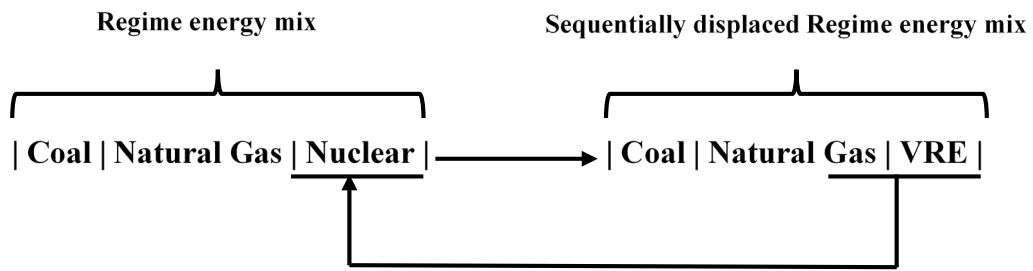 Regime energy mix
Sequentially displaced Regime energy mix
| Coal | Natural Gas | Nuclear |
| Coal | Natural Gas | VRE |